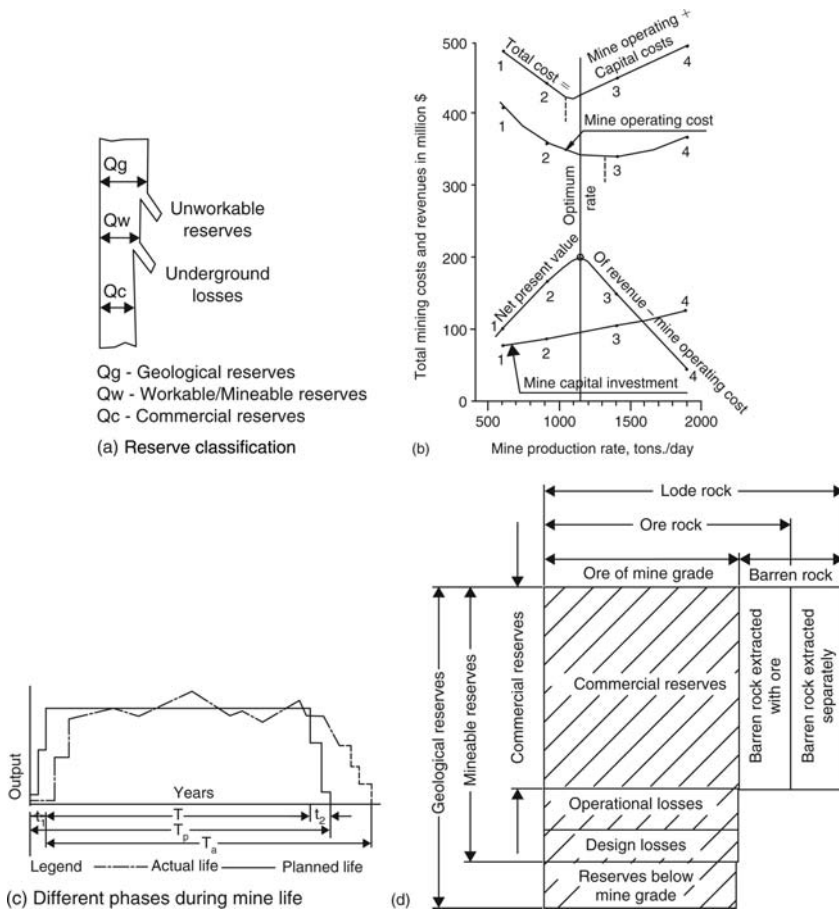 Qg
Qw
Qc
Unworkable
reserves
Underground
losses
Qg - Geological reserves
Qw - Workable/Mineable reserves
Qc - Commercial reserves
(a) Reserve classification
Total mining costs and revenues in million $
500
400
300
200
100
0
500
1000
1500
2000
Mine production rate, tons./day
Total cost =
Mine operating +
Capital costs
1
2
3
4
Mine operating cost
1
2
3
4
Optimum
rate
Net present value
Of revenue – mine operating cost
1
2
3
4
1
2
3
4
Mine capital investment
(b)
Output
Years
t1
T
t2
Tp
Ta
Legend
Actual life
Planned life
(c) Different phases during mine life
Lode rock
Ore rock
Ore of mine grade
Barren rock
Geological reserves
Mineable reserves
Commercial reserves
Commercial reserves
Barren rock extracted
with ore
Barren rock extracted
separately
Operational losses
Design losses
Reserves below
mine grade
(d)